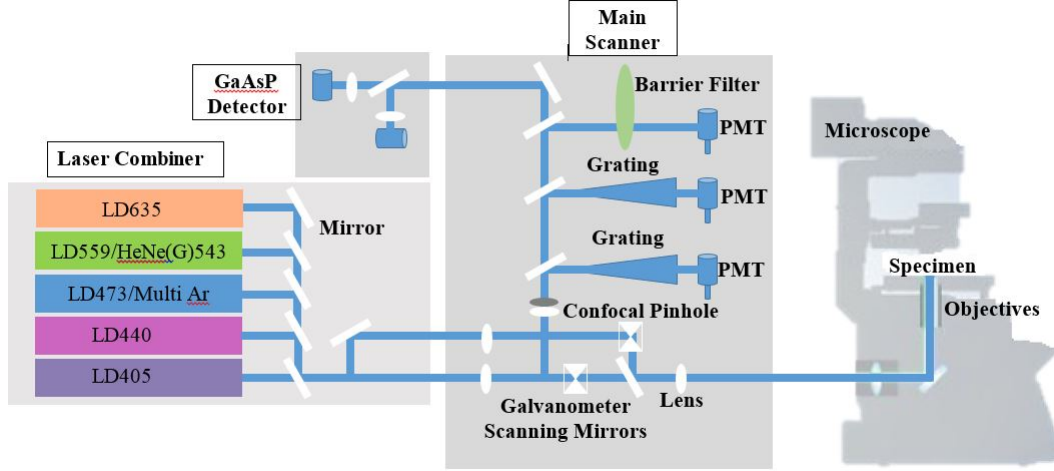 Main
Scanner
GaAsP
Detector
Barrier Filter
PMT
Microscope
Laser Combiner
Grating
PMT
LD635
Mirror
LD559/HeNe(G)543
Grating
PMT
Specimen
LD473/Multi Ar
Confocal Pinhole
Objectives
LD440
LD405
Galvanometer
Scanning Mirrors
Lens